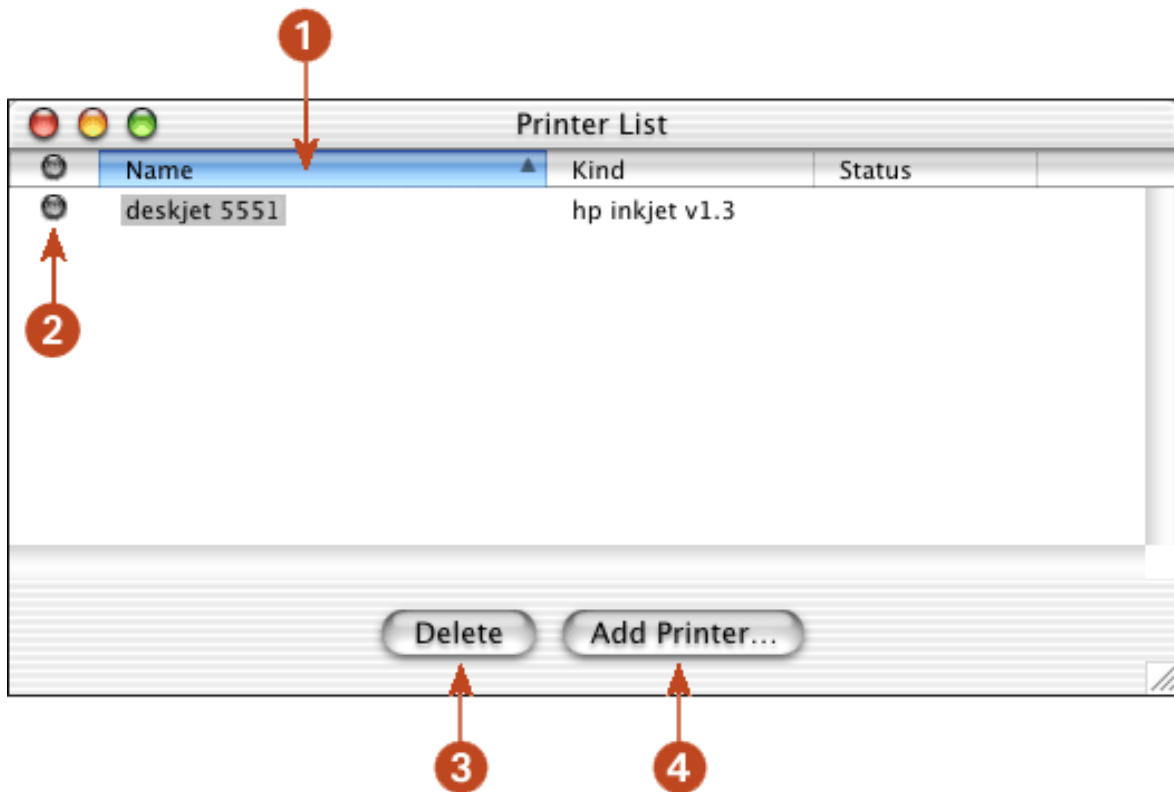 1
Printer List
Name Kind Status
deskjet 5551 hp inkjet v1.3
2
Delete Add Printer...
3 4